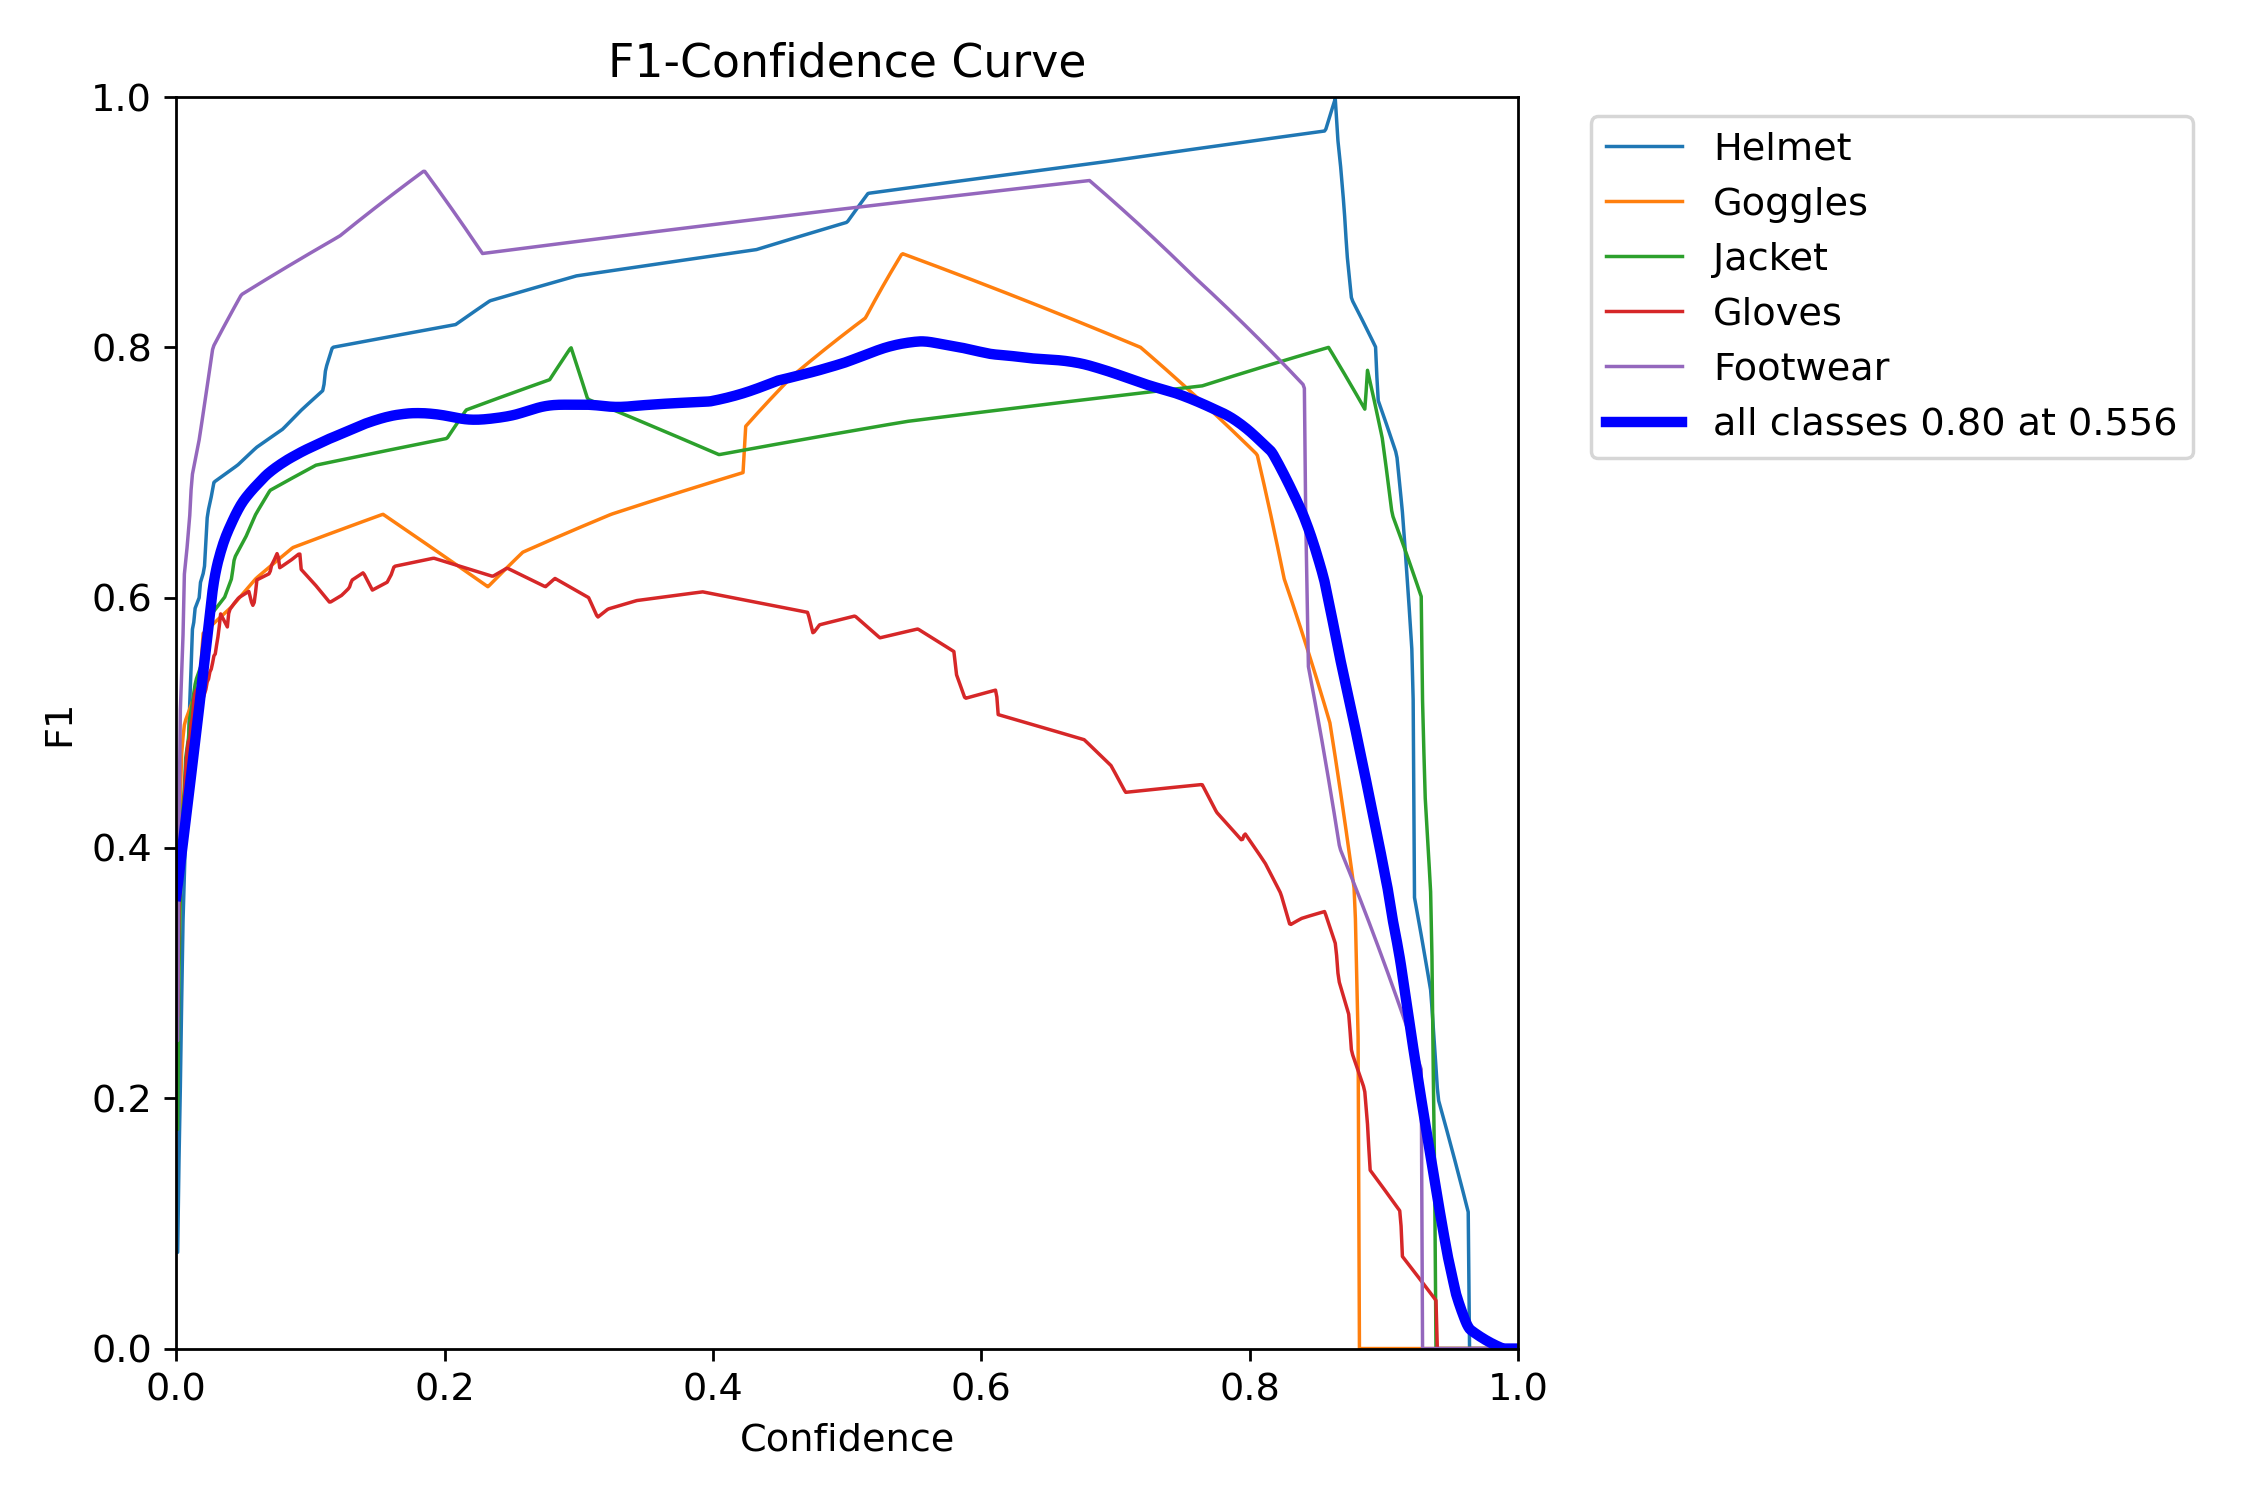 F1-Confidence Curve
1.0
0.8
0.6
0.4
0.2
0.0
F1
0.0 0.2 0.4 0.6 0.8 1.0
Confidence
Helmet
Goggles
Jacket
Gloves
Footwear
all classes 0.80 at 0.556